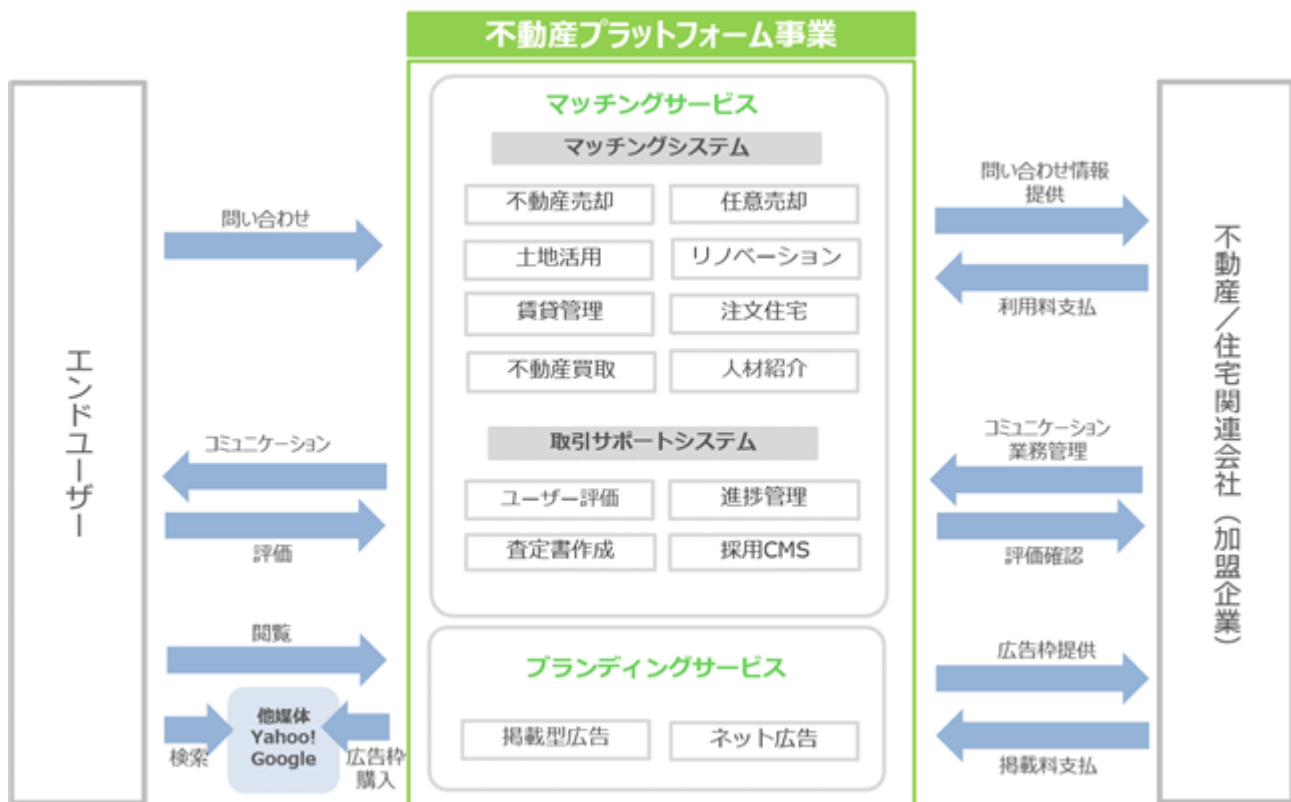 不動産プラットフォーム事業
エンドユーザー
問い合わせ
コミュニケーション
評価
閲覧
検索
他媒体
Yahoo!
Google
広告枠
購入
マッチングサービス
マッチングシステム
不動産売却
任意売却
土地活用
リノベーション
賃貸管理
注文住宅
不動産買取
人材紹介
取引サポートシステム
ユーザー評価
進捗管理
査定書作成
採用CMS
ブランディングサービス
掲載型広告
ネット広告
問い合わせ情報
提供
利用料支払
コミュニケーション
業務管理
評価確認
広告枠提供
掲載料支払
不動産／住宅関連会社（加盟企業）